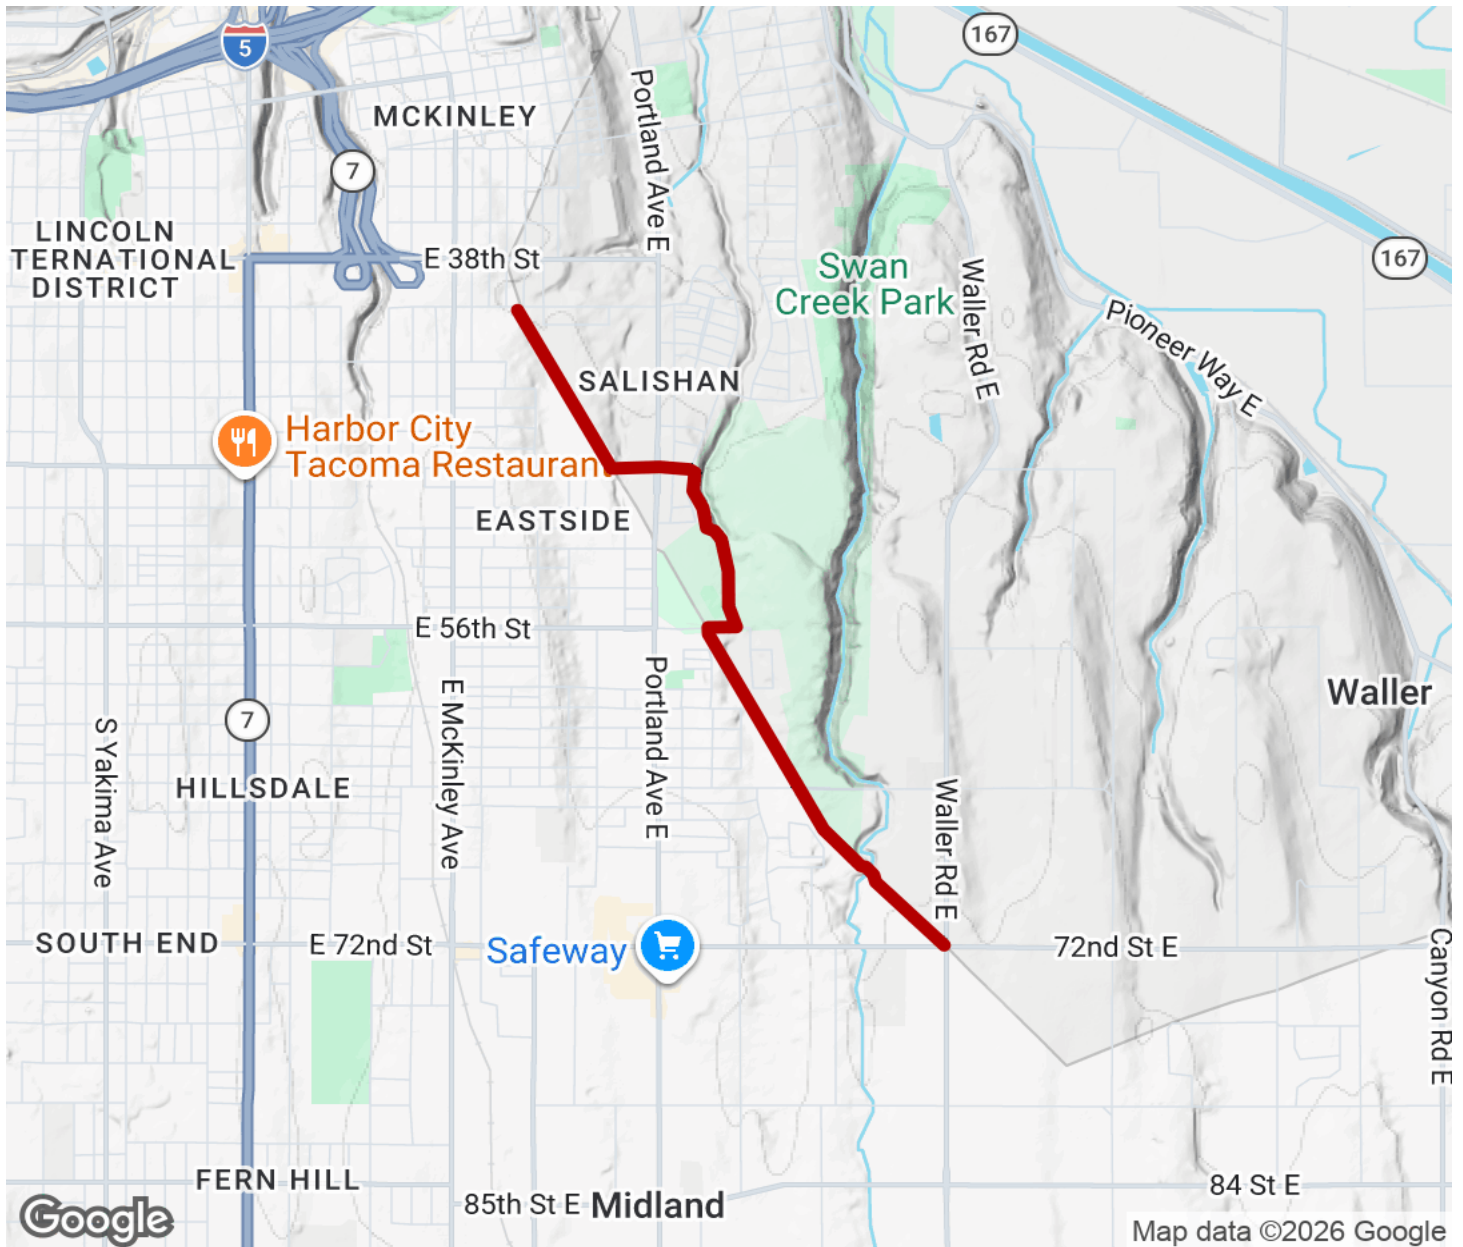 167
5
MCKINLEY
Portland Ave E
7
LINCOLN
TERNATIONAL
DISTRICT
E 38th St
167
Swan
Creek Park
Waller Rd E
Pioneer Way E
SALISHAN
Harbor City
Tacoma Restaurant
EASTSIDE
E 56th St
Portland Ave E
E McKinley Ave
Waller
7
S Yakima Ave
HILLSDALE
Waller Rd E
SOUTH END
E 72nd St
Safeway
72nd St E
Canyon Rd E
FERN HILL
85th St E
Midland
84 St E
Google
Map data ©2026 Google